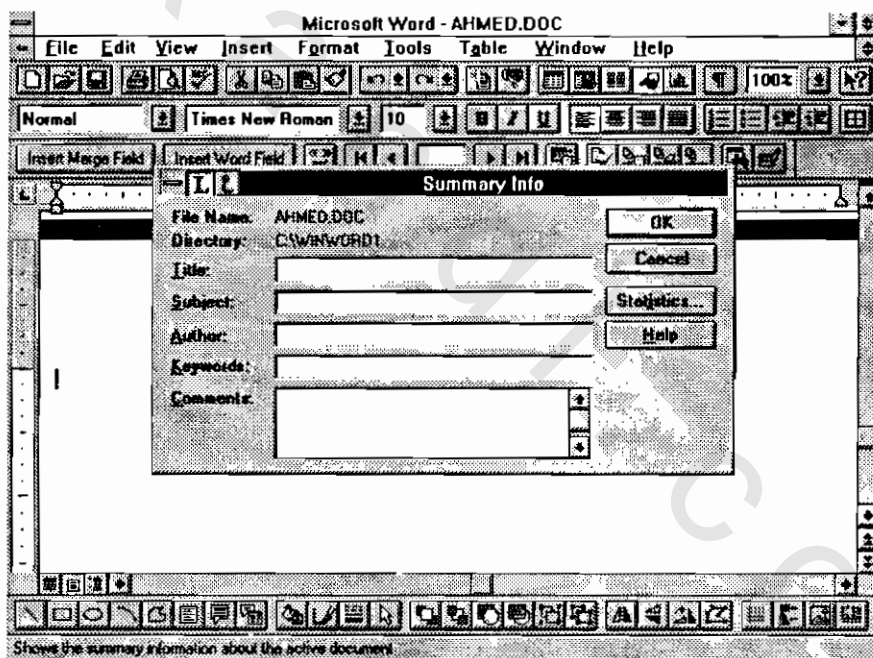 Microsoft Word - AHMED.DOC
File Edit View Insert Format Tools Table Window Help
100%
Normal Times New Roman 10 B I U
Insert Merge Field Insert Word Field
Summary Info
File Name: AHMED.DOC
Directory: C:\WINWORD1
Title:
Subject:
Author:
Keywords:
Comments:
OK
Cancel
Statistics...
Help
Shows the summary information about the active document